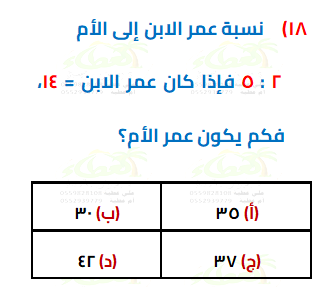 ١٨) نسبة عمر الابن إلى الأم
٢ : ٥ فإذا كان عمر الابن = ١٤،
فكم يكون عمر الأم؟
(أ) ٣٥
(ب) ٣٠
(ج) ٣٧
(د) ٤٢